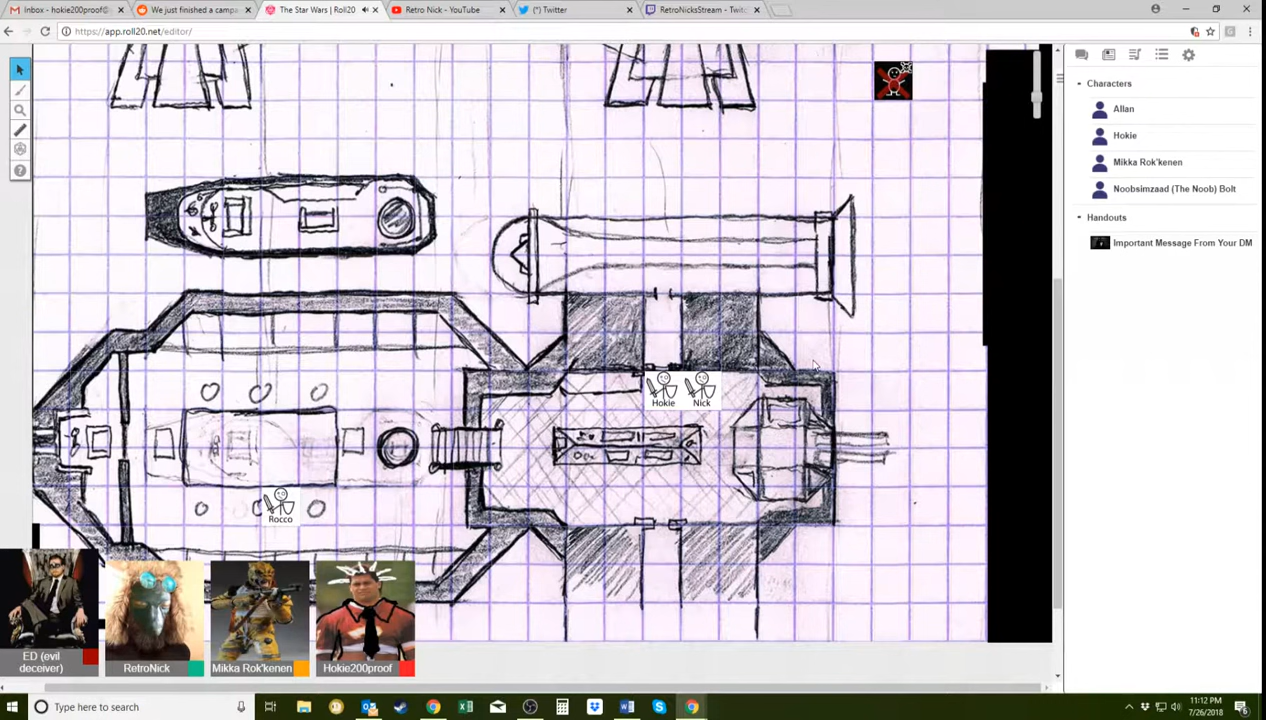 Inbox - hokie200proof@
We just finished a campa
The Star Wars | Roll20
Retro Nick - YouTube
(*) Twitter
RetroNicksStream - Twitc
https://app.roll20.net/editor/
Characters
Allan
Hokie
Mikka Rok'kenen
Noobsimzaad (The Noob) Bolt
Handouts
Important Message From Your DM
Hokie
Nick
Rocco
ED (evil
deceiver)
RetroNick
Mikka Rok'kenen
Hokie200proof
Type here to search
11:12 PM
7/26/2018